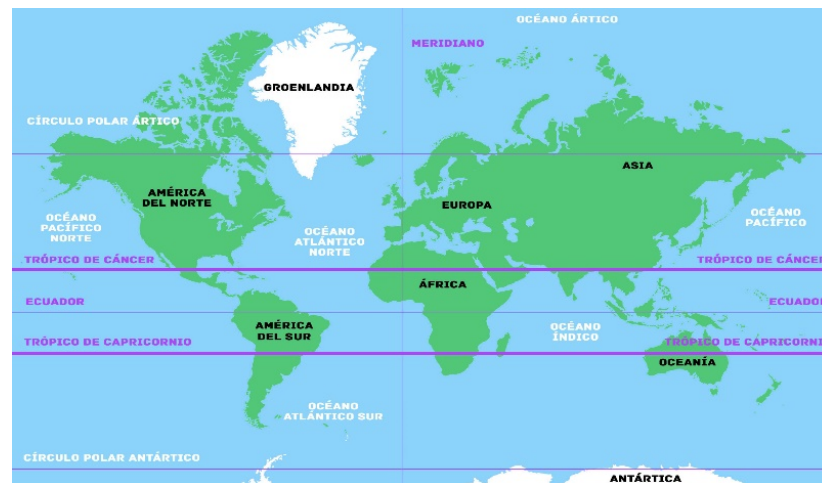 OCÉANO ÁRTICO
MERIDIANO
GROENLANDIA
CÍRCULO POLAR ÁRTICO
ASIA
AMÉRICA
DEL NORTE
EUROPA
OCÉANO
PACÍFICO
NORTE
OCÉANO
ATLÁNTICO
NORTE
OCÉANO
PACÍFICO
TRÓPICO DE CÁNCER
TRÓPICO DE CÁNCER
ÁFRICA
ECUADOR
ECUADOR
AMÉRICA
DEL SUR
OCÉANO
ÍNDICO
TRÓPICO DE CAPRICORNIO
TRÓPICO DE CAPRICORNI
OCEANÍA
OCÉANO
ATLÁNTICO SUR
CÍRCULO POLAR ANTÁRTICO
ANTÁRTICA